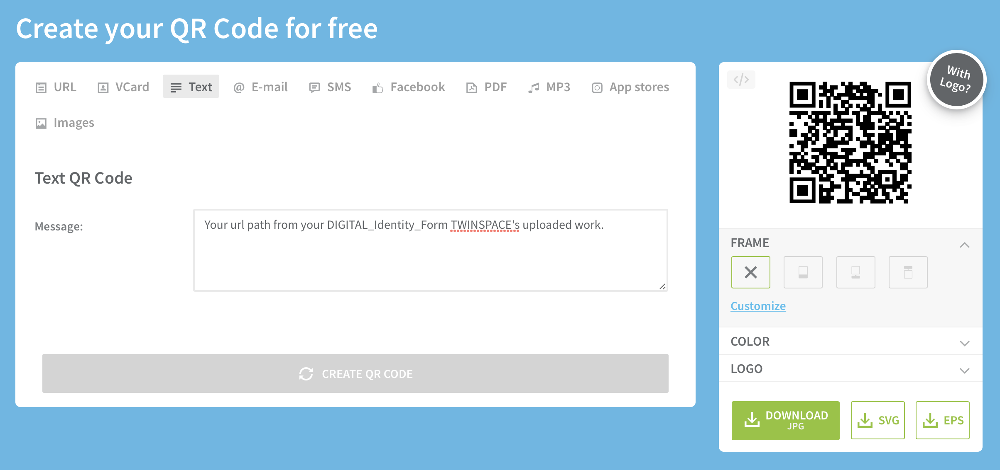 Create your QR Code for free
URL VCard Text E-mail SMS Facebook PDF MP3 App stores
Images
Text QR Code
Message:
Your url path from your DIGITAL_Identity_Form TWINSPACE's uploaded work.
CREATE QR CODE
</>
With
Logo?
FRAME
Customize
COLOR
LOGO
DOWNLOAD
JPG
SVG
EPS